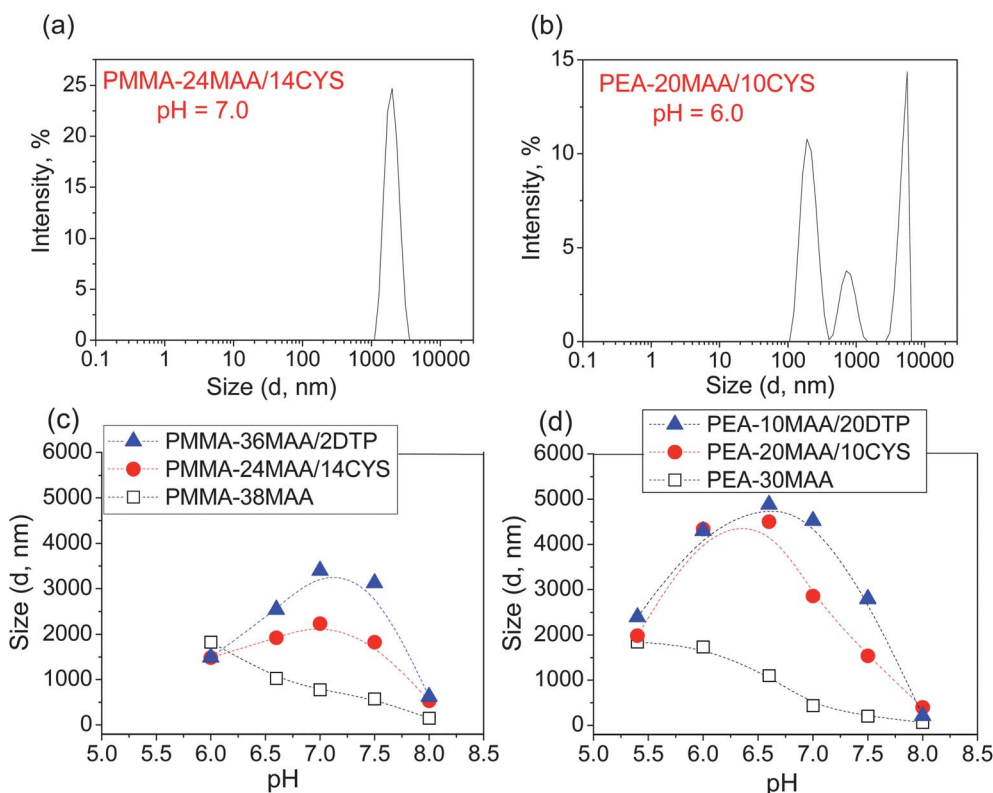 (a)
PMMA-24MAA/14CYS
pH = 7.0
Intensity, %
25
20
15
10
5
0
0.1 1 10 100 1000 10000
Size (d, nm)
(b)
PEA-20MAA/10CYS
pH = 6.0
Intensity, %
15
10
5
0
0.1 1 10 100 1000 10000
Size (d, nm)
(c)
PMMA-36MAA/2DTP
PMMA-24MAA/14CYS
PMMA-38MAA
Size (d, nm)
6000
5000
4000
3000
2000
1000
0
5.0 5.5 6.0 6.5 7.0 7.5 8.0 8.5
pH
(d)
PEA-10MAA/20DTP
PEA-20MAA/10CYS
PEA-30MAA
Size (d, nm)
6000
5000
4000
3000
2000
1000
0
5.0 5.5 6.0 6.5 7.0 7.5 8.0 8.5
pH